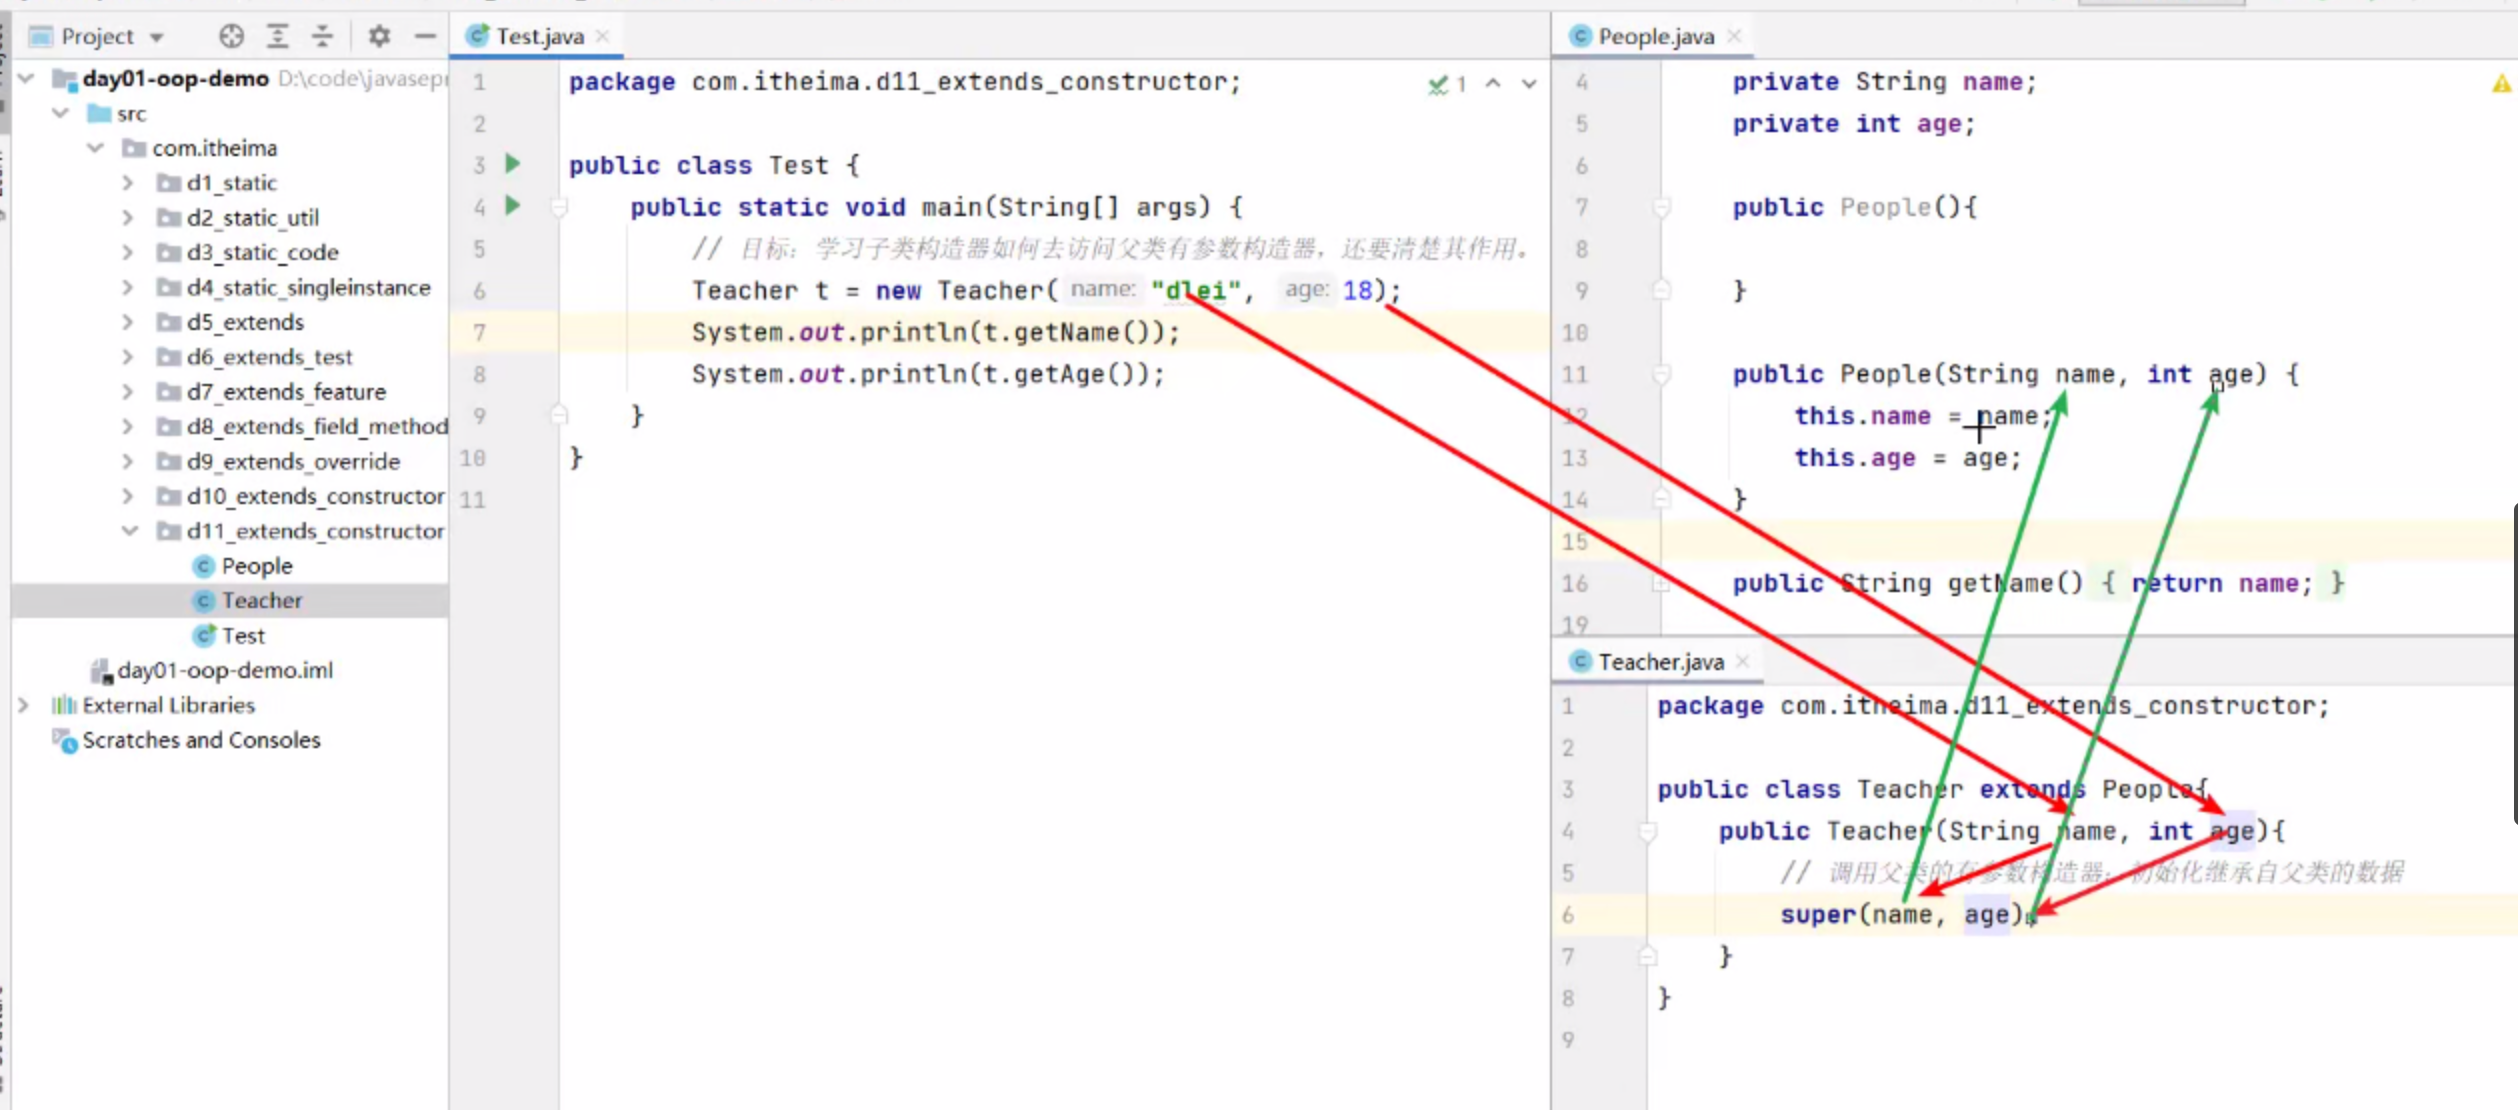 Project
day01-oop-demo D:\code\javasep
src
com.itheima
d1_static
d2_static_util
d3_static_code
d4_static_singleinstance
d5_extends
d6_extends_test
d7_extends_feature
d8_extends_field_method
d9_extends_override
d10_extends_constructor
d11_extends_constructor
People
Teacher
Test
day01-oop-demo.iml
External Libraries
Scratches and Consoles
Test.java
1 package com.itheima.d11_extends_constructor; 1
2
3 public class Test {
4 public static void main(String[] args) {
5 // 目标：学习子类构造器如何去访问父类有参数构造器，还要清楚其作用。
6 Teacher t = new Teacher( name: "dlei", age: 18);
7 System.out.println(t.getName());
8 System.out.println(t.getAge());
9 }
10 }
11
People.java
4 private String name;
5 private int age;
6
7 public People(){
8
9 }
10
11 public People(String name, int age) {
12 this.name = name;
13 this.age = age;
14 }
15
16 public String getName() { return name; }
19
Teacher.java
1 package com.itheima.d11_extends_constructor;
2
3 public class Teacher extends People{
4 public Teacher(String name, int age){
5 // 调用父类的有参数构造器：初始化继承自父类的数据
6 super(name, age);
7 }
8 }
9